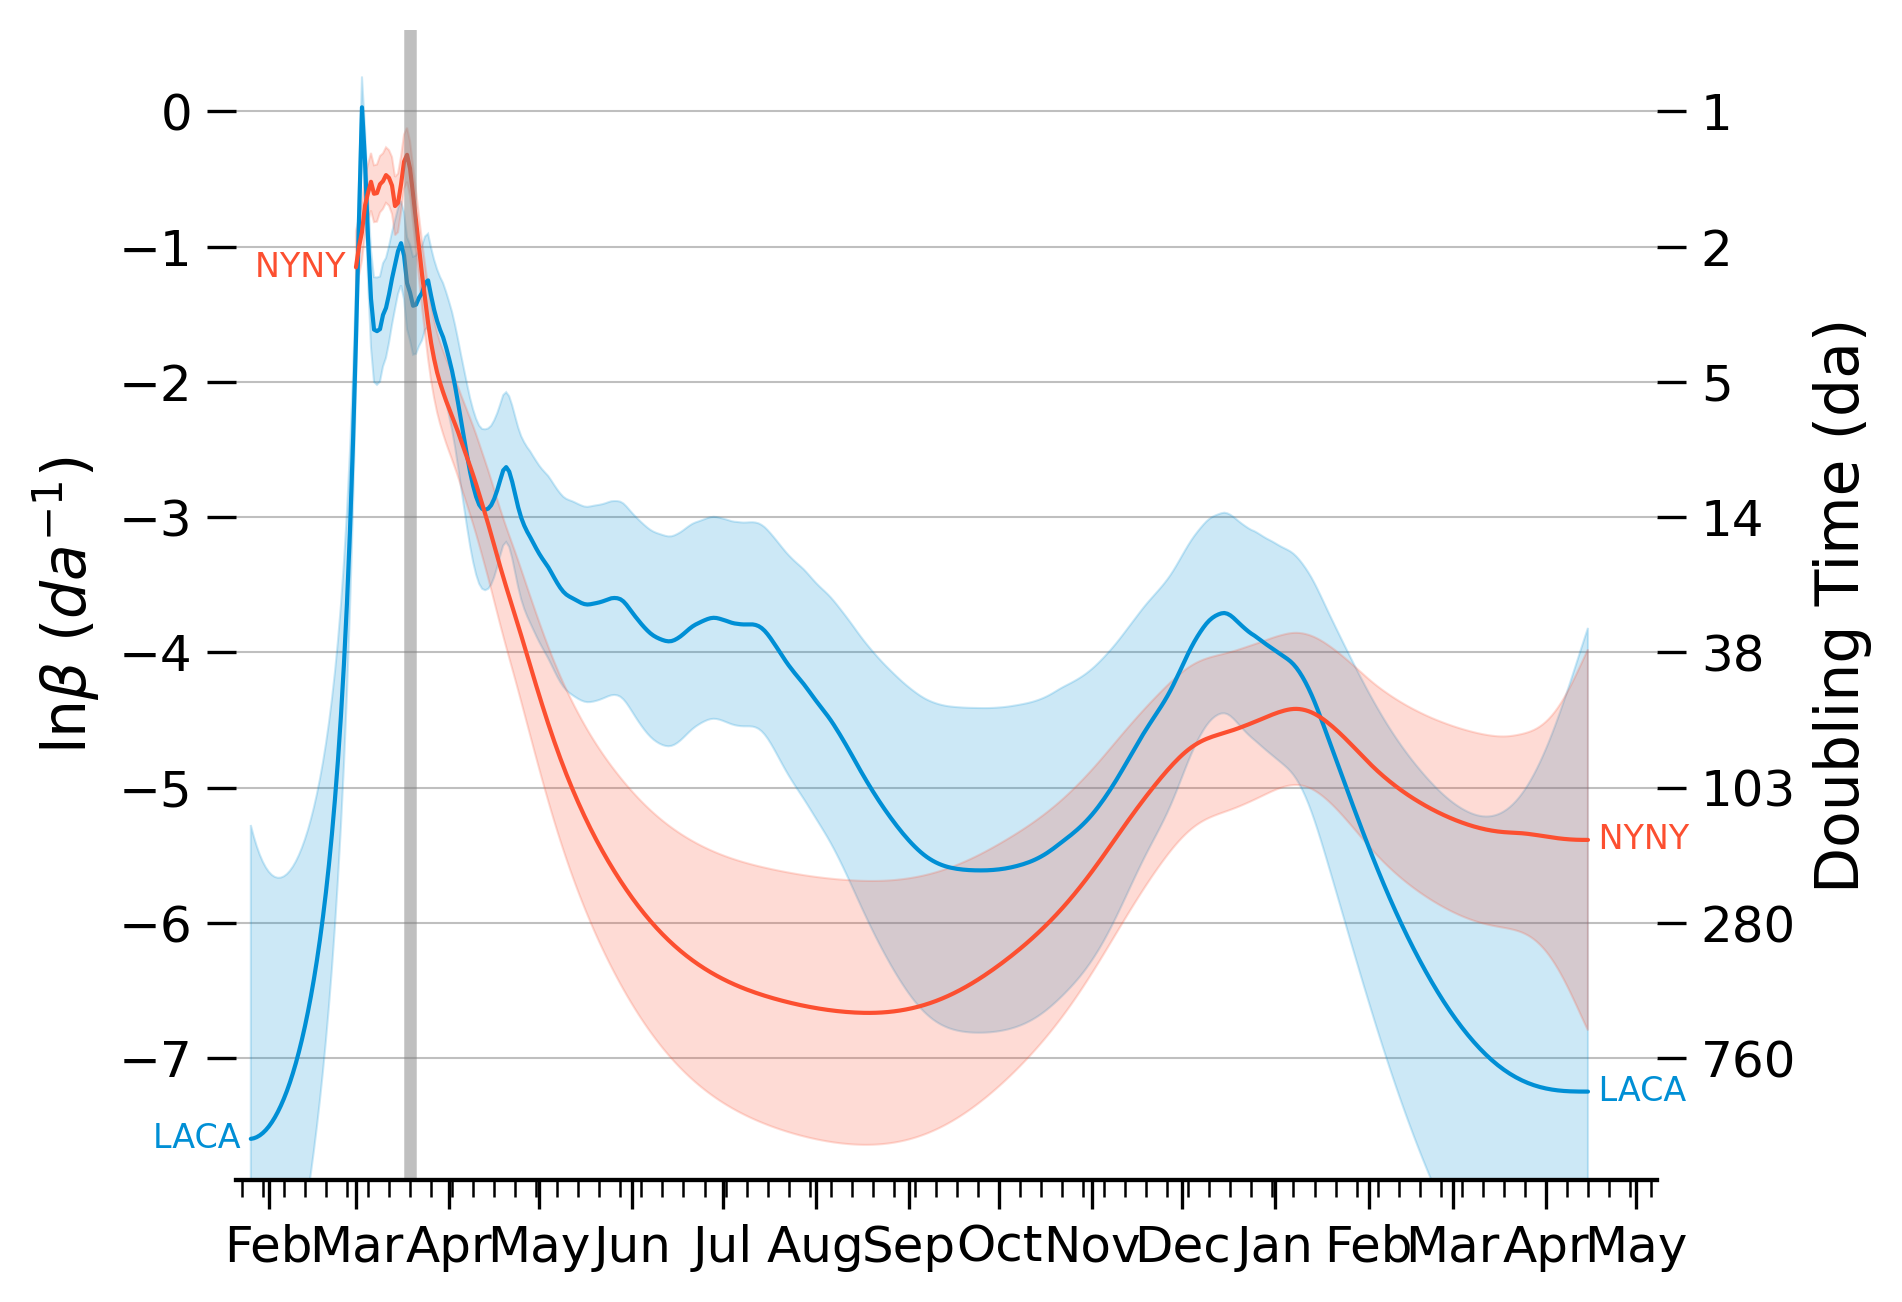 0
−1
−2
−3
−4
−5
−6
−7
lnβ (da⁻¹)
1
2
5
14
38
103
280
760
Doubling Time (da)
NYNY
LACA
NYNY
LACA
Feb Mar Apr May Jun Jul Aug Sep Oct Nov Dec Jan Feb Mar Apr May